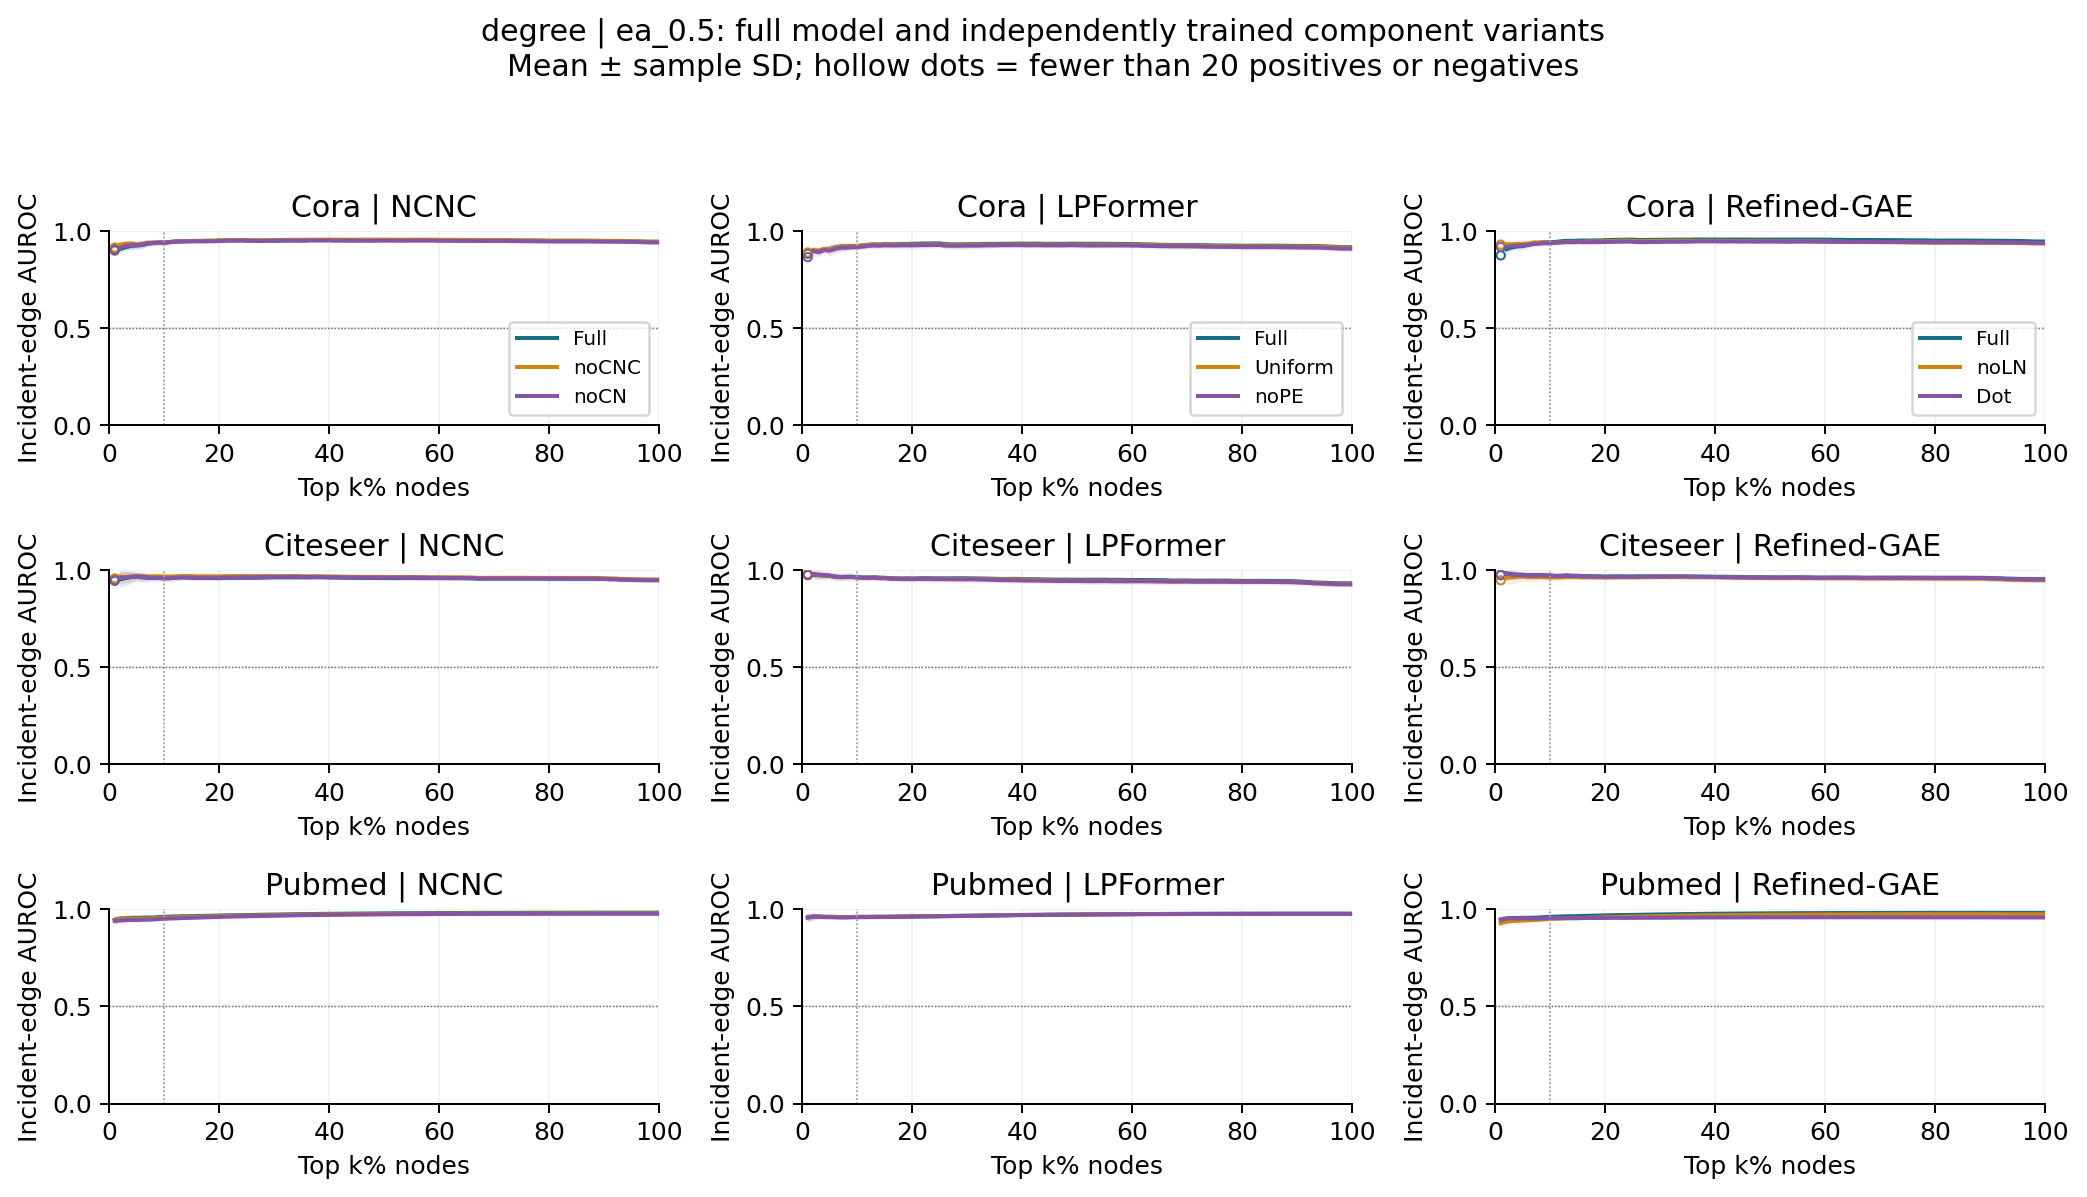 degree | ea_0.5: full model and independently trained component variants
Mean ± sample SD; hollow dots = fewer than 20 positives or negatives
Cora | NCNC
Incident-edge AUROC
1.0
0.5
0.0
Full
noCNC
noCN
0 20 40 60 80 100
Top k% nodes
Cora | LPFormer
Incident-edge AUROC
1.0
0.5
0.0
Full
Uniform
noPE
0 20 40 60 80 100
Top k% nodes
Cora | Refined-GAE
Incident-edge AUROC
1.0
0.5
0.0
Full
noLN
Dot
0 20 40 60 80 100
Top k% nodes
Citeseer | NCNC
Incident-edge AUROC
1.0
0.5
0.0
0 20 40 60 80 100
Top k% nodes
Citeseer | LPFormer
Incident-edge AUROC
1.0
0.5
0.0
0 20 40 60 80 100
Top k% nodes
Citeseer | Refined-GAE
Incident-edge AUROC
1.0
0.5
0.0
0 20 40 60 80 100
Top k% nodes
Pubmed | NCNC
Incident-edge AUROC
1.0
0.5
0.0
0 20 40 60 80 100
Top k% nodes
Pubmed | LPFormer
Incident-edge AUROC
1.0
0.5
0.0
0 20 40 60 80 100
Top k% nodes
Pubmed | Refined-GAE
Incident-edge AUROC
1.0
0.5
0.0
0 20 40 60 80 100
Top k% nodes